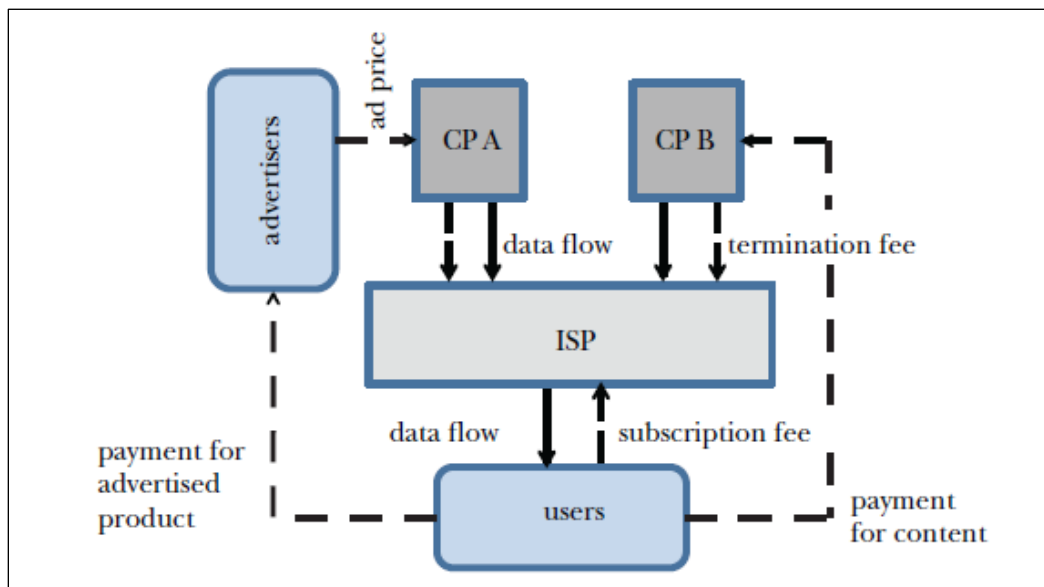 ad price
advertisers
CP A
CP B
data flow
termination fee
ISP
data flow
subscription fee
payment for
advertised
product
users
payment
for content